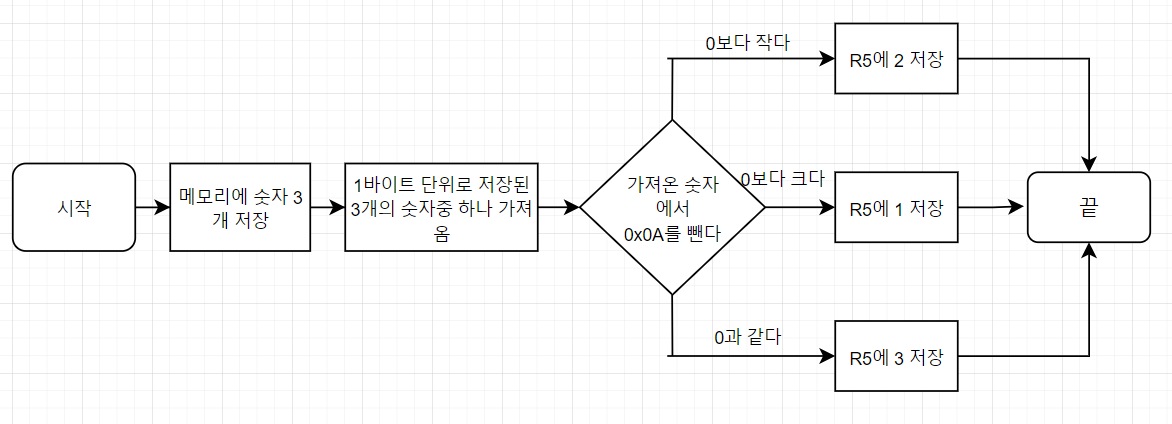 시작
메모리에 숫자 3
개 저장
1바이트 단위로 저장된
3개의 숫자중 하나 가져
옴
가져온 숫자
에서
0x0A를 뺀다
0보다 작다
R5에 2 저장
0보다 크다
R5에 1 저장
0과 같다
R5에 3 저장
끝